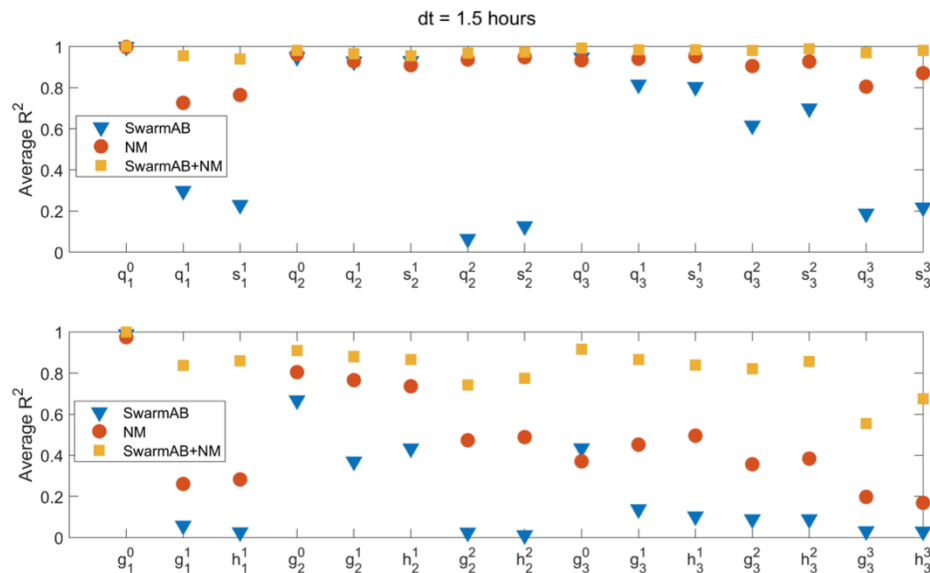 dt = 1.5 hours
Average R²
1
0.8
0.6
0.4
0.2
0
SwarmAB
NM
SwarmAB+NM
q₁⁰ q₁¹ s₁¹ q₂⁰ q₂¹ s₂¹ q₂² s₂² q₃⁰ q₃¹ s₃¹ q₃² s₃² q₃³ s₃³
Average R²
1
0.8
0.6
0.4
0.2
0
SwarmAB
NM
SwarmAB+NM
g₁⁰ g₁¹ h₁¹ g₂⁰ g₂¹ h₂¹ g₂² h₂² g₃⁰ g₃¹ h₃¹ g₃² h₃² g₃³ h₃³